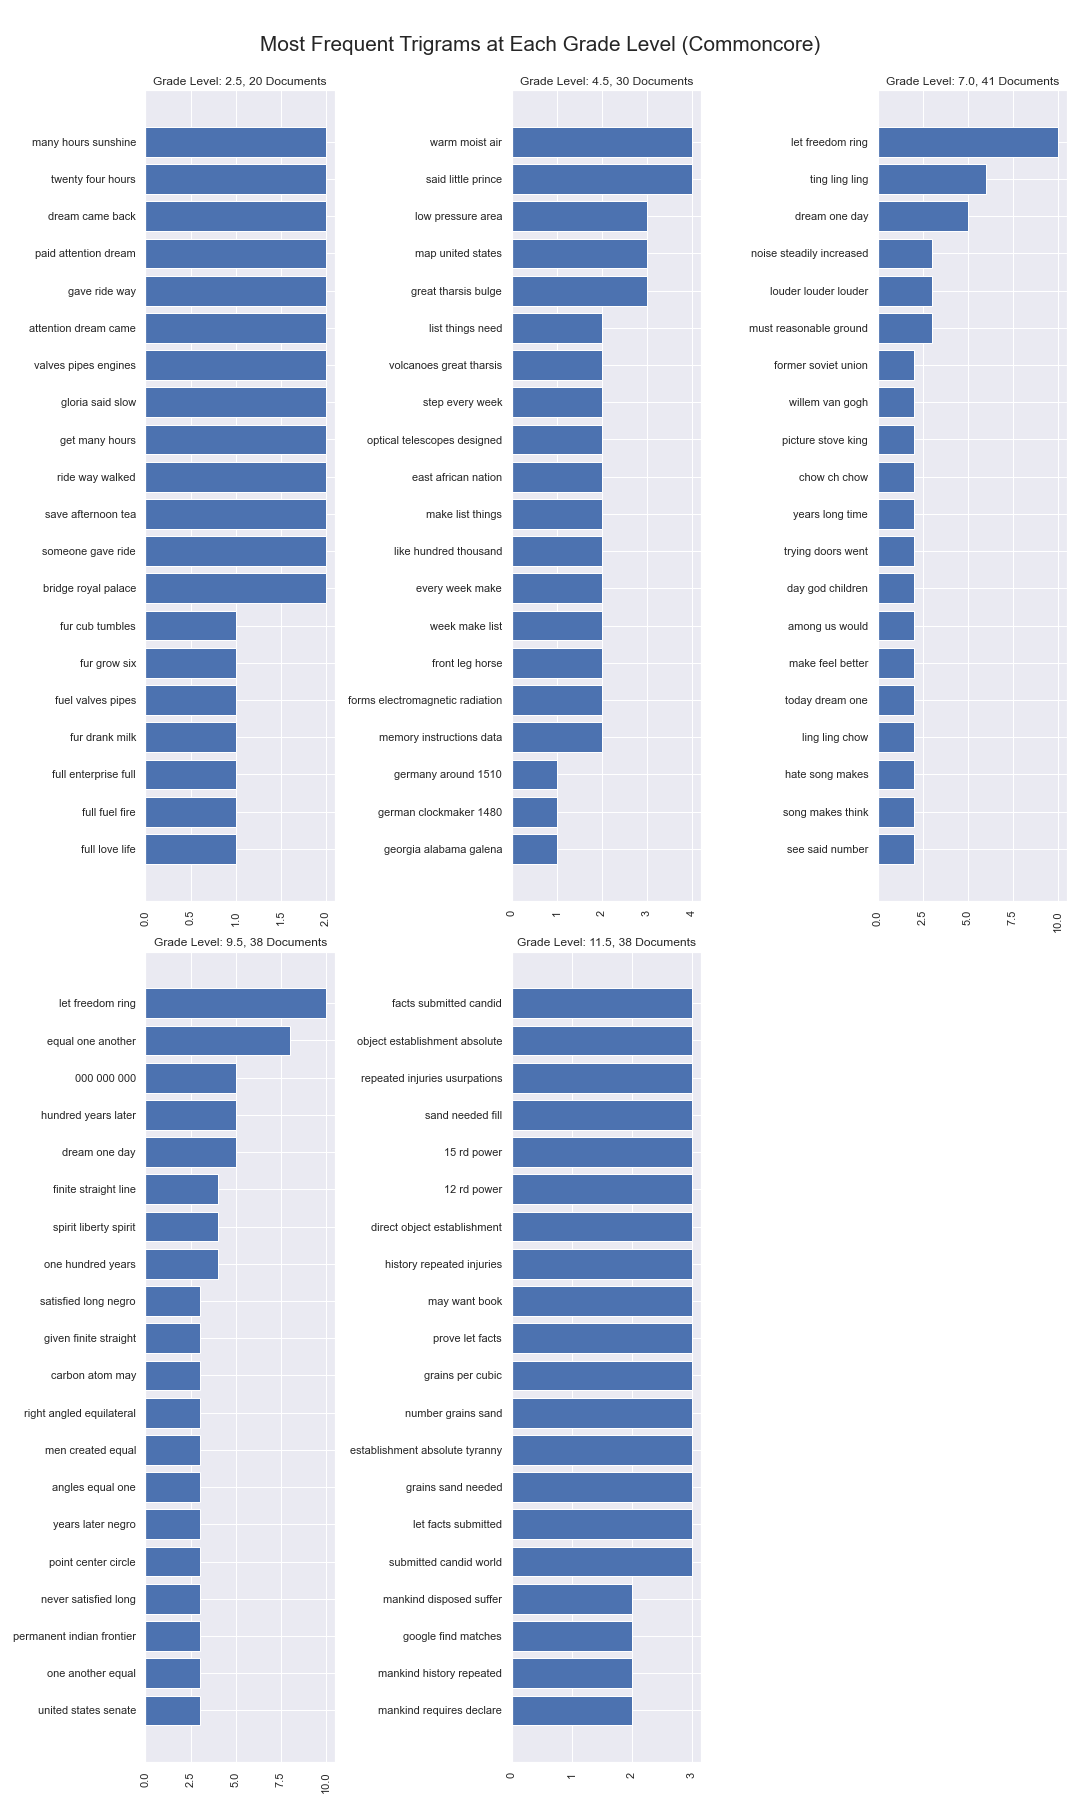 Most Frequent Trigrams at Each Grade Level (Commoncore)
Grade Level: 2.5, 20 Documents
many hours sunshine
twenty four hours
dream came back
paid attention dream
gave ride way
attention dream came
valves pipes engines
gloria said slow
get many hours
ride way walked
save afternoon tea
someone gave ride
bridge royal palace
fur cub tumbles
fur grow six
fuel valves pipes
fur drank milk
full enterprise full
full fuel fire
full love life
0.0 0.5 1.0 1.5 2.0
Grade Level: 4.5, 30 Documents
warm moist air
said little prince
low pressure area
map united states
great tharsis bulge
list things need
volcanoes great tharsis
step every week
optical telescopes designed
east african nation
make list things
like hundred thousand
every week make
week make list
front leg horse
forms electromagnetic radiation
memory instructions data
germany around 1510
german clockmaker 1480
georgia alabama galena
0 1 2 3 4
Grade Level: 7.0, 41 Documents
let freedom ring
ting ling ling
dream one day
noise steadily increased
louder louder louder
must reasonable ground
former soviet union
willem van gogh
picture stove king
chow ch chow
years long time
trying doors went
day god children
among us would
make feel better
today dream one
ling ling chow
hate song makes
song makes think
see said number
0.0 2.5 5.0 7.5 10.0
Grade Level: 9.5, 38 Documents
let freedom ring
equal one another
000 000 000
hundred years later
dream one day
finite straight line
spirit liberty spirit
one hundred years
satisfied long negro
given finite straight
carbon atom may
right angled equilateral
men created equal
angles equal one
years later negro
point center circle
never satisfied long
permanent indian frontier
one another equal
united states senate
0.0 2.5 5.0 7.5 10.0
Grade Level: 11.5, 38 Documents
facts submitted candid
object establishment absolute
repeated injuries usurpations
sand needed fill
15 rd power
12 rd power
direct object establishment
history repeated injuries
may want book
prove let facts
grains per cubic
number grains sand
establishment absolute tyranny
grains sand needed
let facts submitted
submitted candid world
mankind disposed suffer
google find matches
mankind history repeated
mankind requires declare
0 1 2 3